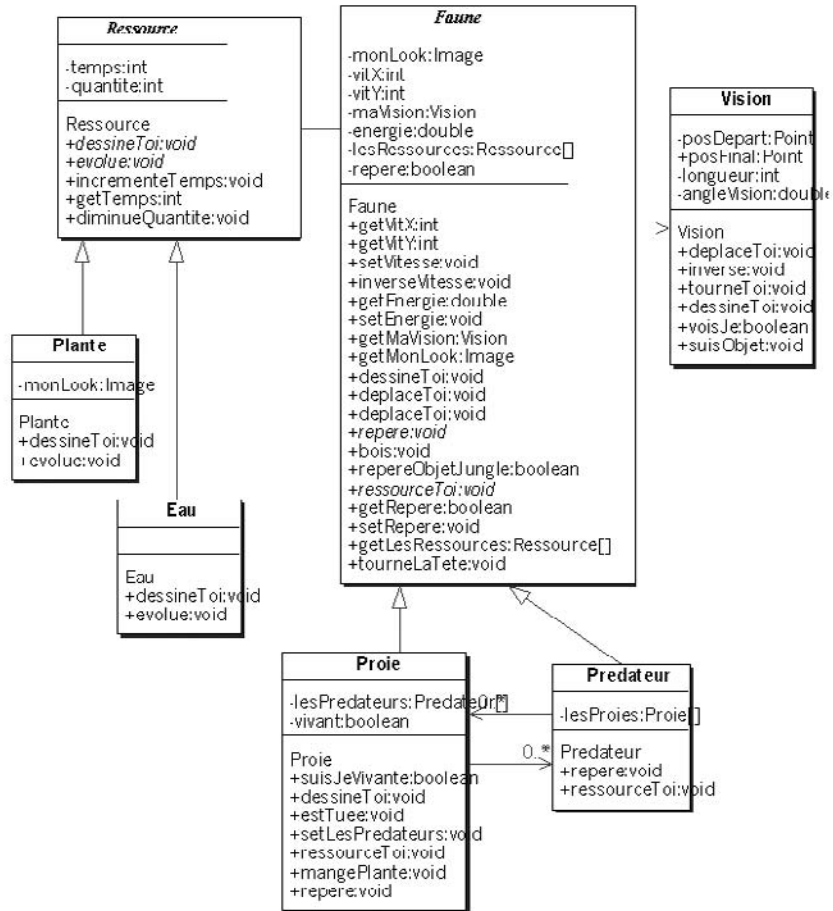 Ressource
-temps:int
-quantite:int
Ressource
+dessineToi:void
+evolue:void
+incrementeTemps:void
+getTemps:int
+diminueQuantite:void
Faune
-monLook:Image
-vitX:int
-vitY:int
-maVision:Vision
-energie:double
-lesRessources:Ressource[]
-repere:boolean
Faune
+getVitX:int
+getVitY:int
+setVitesse:void
+inverseVitesse:void
+getEnergie:double
+setEnergie:void
+getMaVision:Vision
+getMonLook:Image
+dessineToi:void
+deplaceToi:void
+deplaceToi:void
+repere:void
+bois:void
+repereObjetJungle:boolean
+ressourceToi:void
+getRepere:boolean
+setRepere:void
+getLesRessources:Ressource[]
+tourneLaTete:void
Vision
-posDepart:Point
+posFinal:Point
-longueur:int
-angleVision:double
Vision
+deplaceToi:void
+inverse:void
+tourneToi:void
+dessineToi:void
+voisJe:boolean
+suisObjet:void
Plante
-monLook:Image
Plante
+dessineToi:void
+evolue:void
Eau
Eau
+dessineToi:void
+evolue:void
Proie
-lesPredateurs:Predateur[]
-vivant:boolean
Proie
+suisJeVivante:boolean
+dessineToi:void
+estTuee:void
+setLesPredateurs:void
+ressourceToi:void
+mangePlante:void
+repere:void
0..*
0..*
Predateur
-lesProies:Proie[]
Predateur
+repere:void
+ressourceToi:void